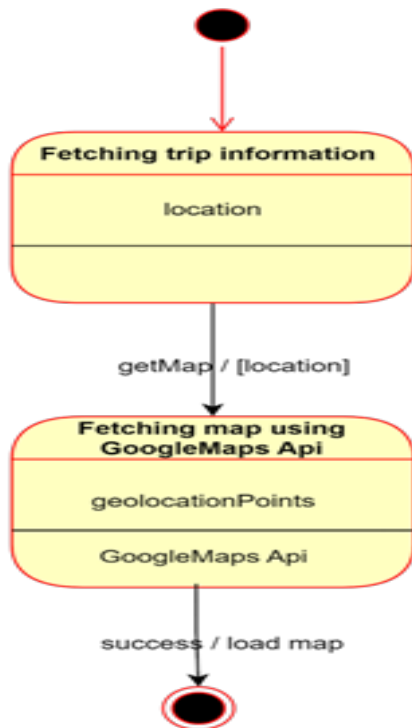 Fetching trip information
location
getMap / [location]
Fetching map using
GoogleMaps Api
geolocationPoints
GoogleMaps Api
success / load map